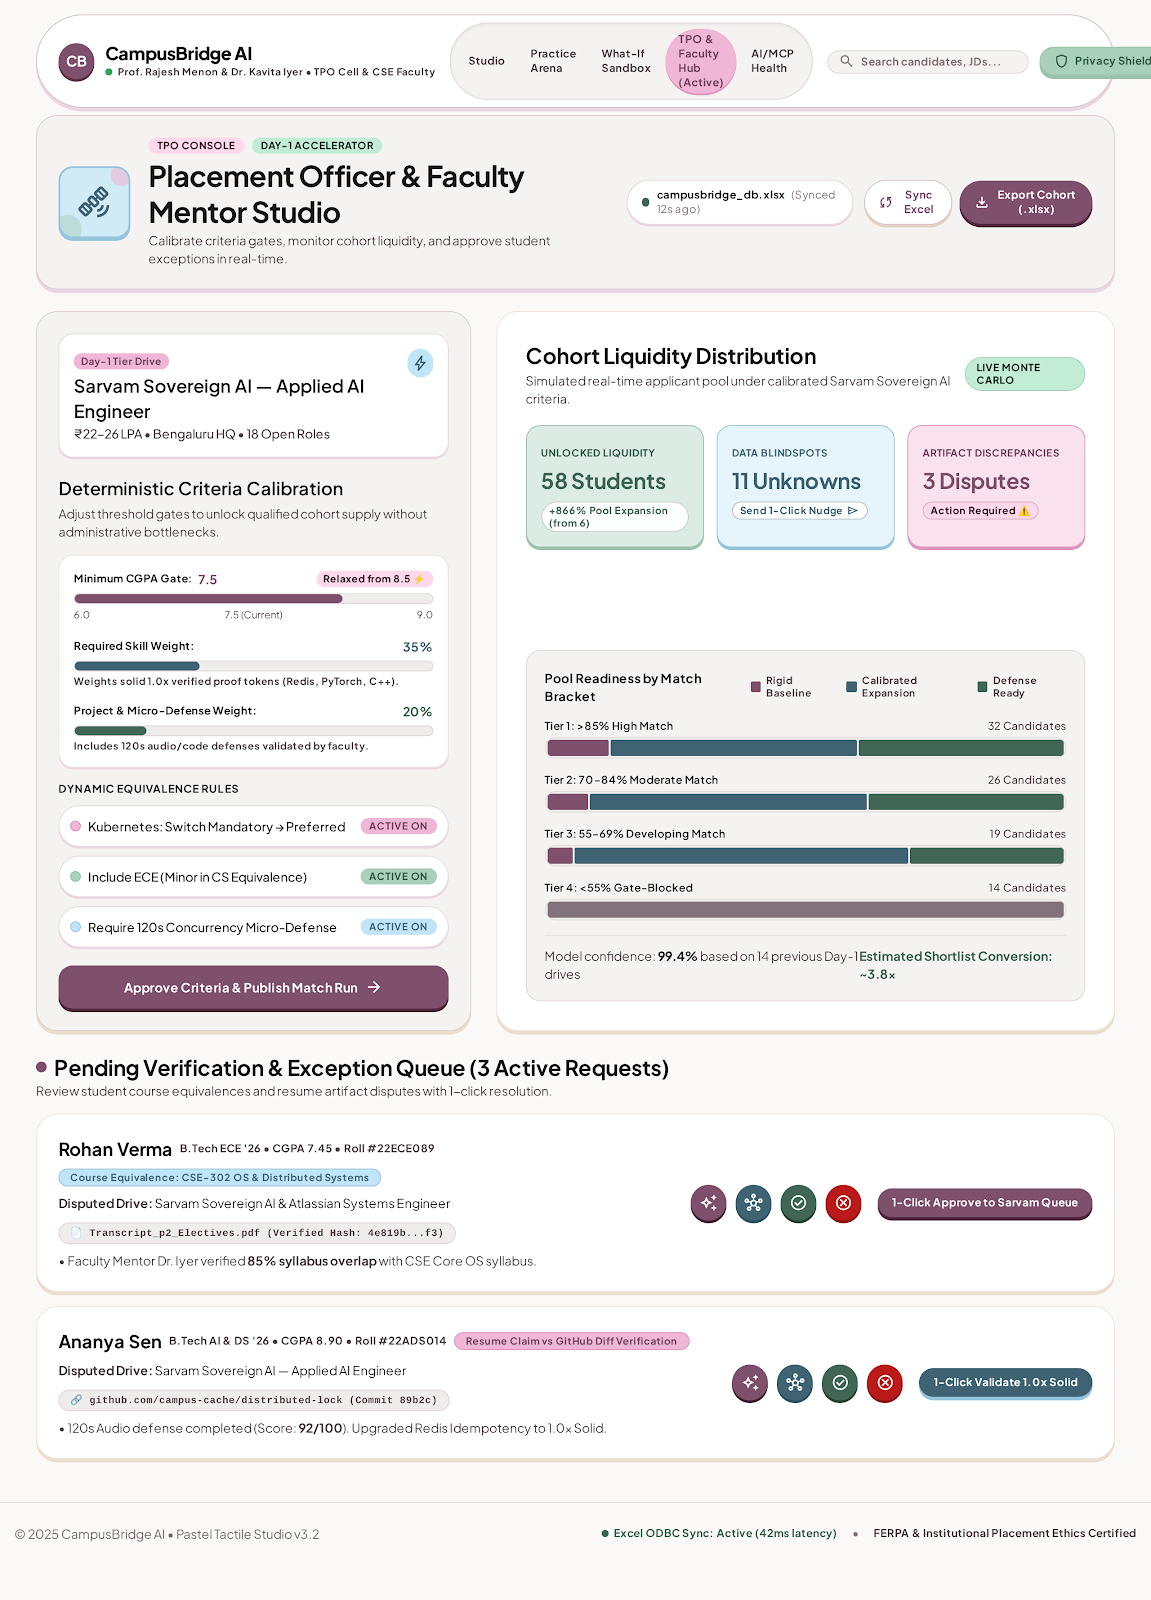 CB
CampusBridge AI
Prof. Rajesh Menon & Dr. Kavita Iyer • TPO Cell & CSE Faculty
Studio
Practice
Arena
What-If
Sandbox
TPO &
Faculty
Hub
(Active)
AI/MCP
Health
Search candidates, JDs...
Privacy Shield
TPO CONSOLE
DAY-1 ACCELERATOR
Placement Officer & Faculty
Mentor Studio
Calibrate criteria gates, monitor cohort liquidity, and approve student
exceptions in real-time.
campusbridge_db.xlsx (Synced
12s ago)
Sync
Excel
Export Cohort
(.xlsx)
Day-1 Tier Drive
Sarvam Sovereign AI — Applied AI
Engineer
₹22–26 LPA • Bengaluru HQ • 18 Open Roles
Deterministic Criteria Calibration
Adjust threshold gates to unlock qualified cohort supply without
administrative bottlenecks.
Minimum CGPA Gate: 7.5
Relaxed from 8.5 ⚡
6.0
7.5 (Current)
9.0
Required Skill Weight:
35%
Weights solid 1.0x verified proof tokens (Redis, PyTorch, C++).
Project & Micro-Defense Weight:
20%
Includes 120s audio/code defenses validated by faculty.
DYNAMIC EQUIVALENCE RULES
Kubernetes: Switch Mandatory → Preferred
ACTIVE ON
Include ECE (Minor in CS Equivalence)
ACTIVE ON
Require 120s Concurrency Micro-Defense
ACTIVE ON
Approve Criteria & Publish Match Run
Cohort Liquidity Distribution
Simulated real-time applicant pool under calibrated Sarvam Sovereign AI
criteria.
LIVE MONTE
CARLO
UNLOCKED LIQUIDITY
58 Students
+866% Pool Expansion
(from 6)
DATA BLINDSPOTS
11 Unknowns
Send 1-Click Nudge
ARTIFACT DISCREPANCIES
3 Disputes
Action Required ⚠️
Pool Readiness by Match
Bracket
Rigid
Baseline
Calibrated
Expansion
Defense
Ready
Tier 1: >85% High Match
32 Candidates
Tier 2: 70–84% Moderate Match
26 Candidates
Tier 3: 55–69% Developing Match
19 Candidates
Tier 4: <55% Gate-Blocked
14 Candidates
Model confidence: 99.4% based on 14 previous Day-1
drives
Estimated Shortlist Conversion:
~3.8x
Pending Verification & Exception Queue (3 Active Requests)
Review student course equivalences and resume artifact disputes with 1-click resolution.
Rohan Verma B.Tech ECE '26 • CGPA 7.45 • Roll #22ECE089
Course Equivalence: CSE-302 OS & Distributed Systems
Disputed Drive: Sarvam Sovereign AI & Atlassian Systems Engineer
📄 Transcript_p2_Electives.pdf (Verified Hash: 4e819b...f3)
• Faculty Mentor Dr. Iyer verified 85% syllabus overlap with CSE Core OS syllabus.
1-Click Approve to Sarvam Queue
Ananya Sen B.Tech AI & DS '26 • CGPA 8.90 • Roll #22ADS014
Resume Claim vs GitHub Diff Verification
Disputed Drive: Sarvam Sovereign AI — Applied AI Engineer
🔗 github.com/campus-cache/distributed-lock (Commit 89b2c)
• 120s Audio defense completed (Score: 92/100). Upgraded Redis Idempotency to 1.0x Solid.
1-Click Validate 1.0x Solid
© 2025 CampusBridge AI • Pastel Tactile Studio v3.2
Excel ODBC Sync: Active (42ms latency)
•
FERPA & Institutional Placement Ethics Certified